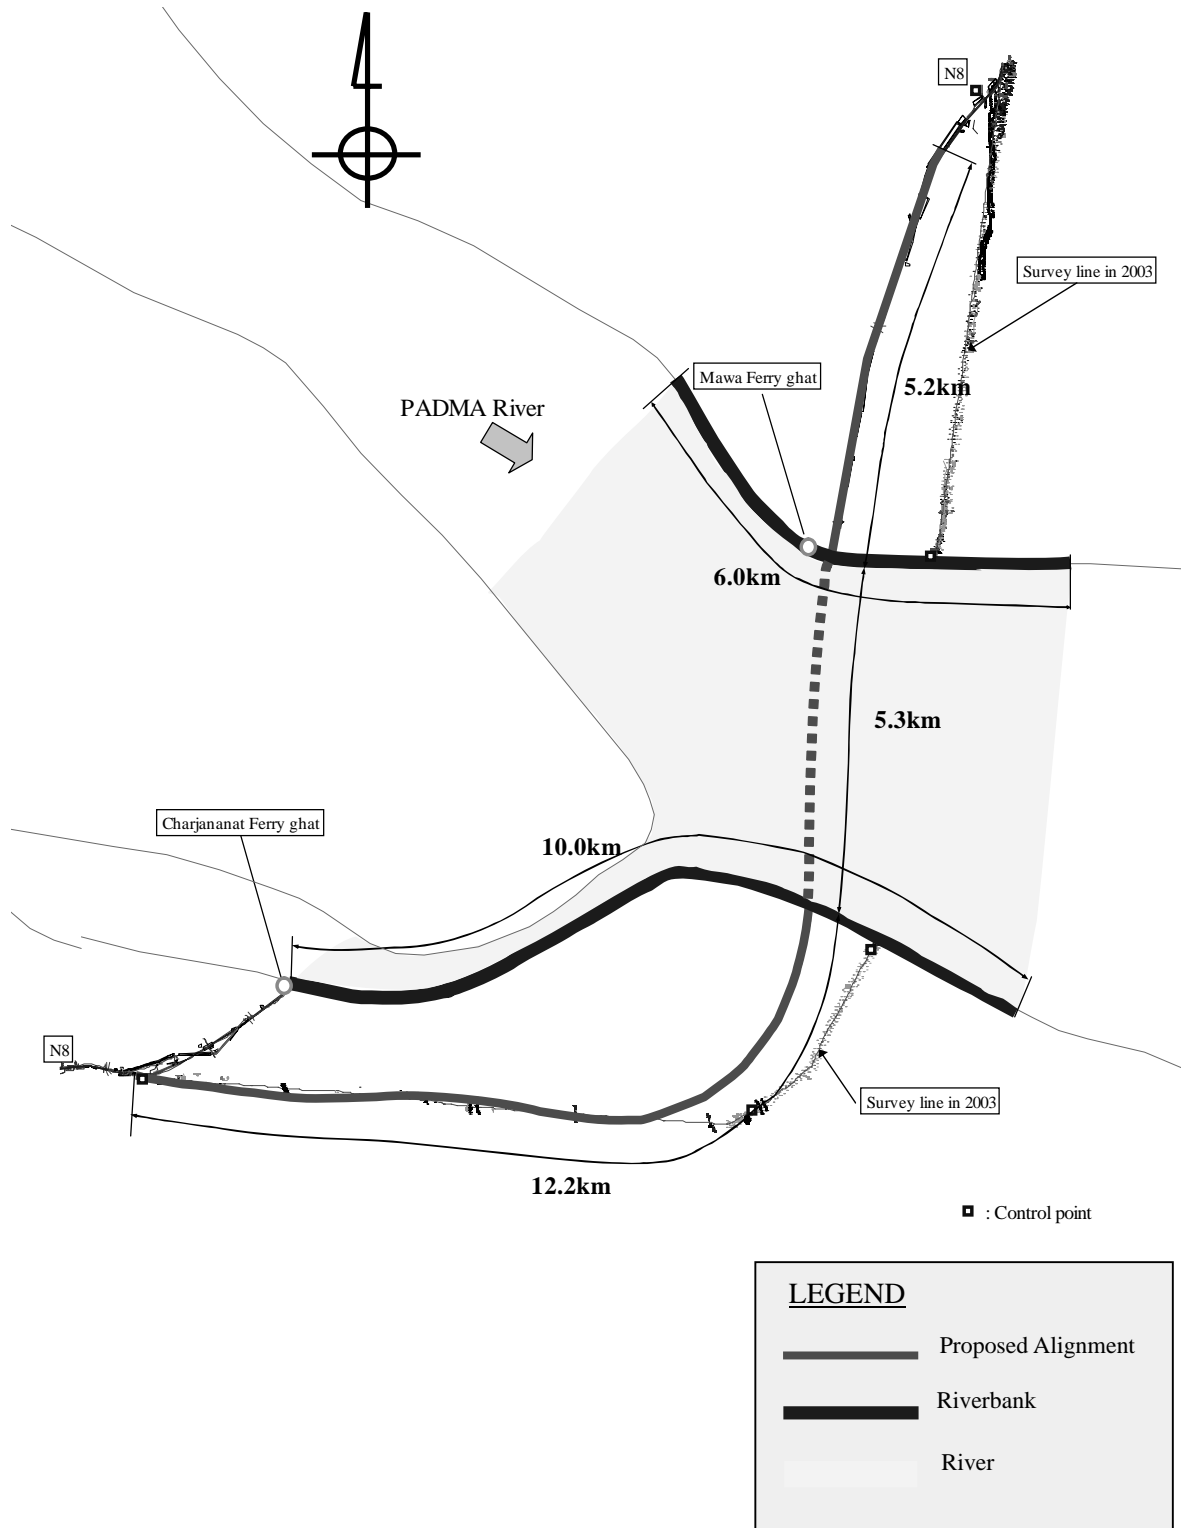 N8
Survey line in 2003
Mawa Ferry ghat
5.2km
PADMA River
6.0km
5.3km
Charjananat Ferry ghat
10.0km
N8
Survey line in 2003
12.2km
: Control point
LEGEND
Proposed Alignment
Riverbank
River